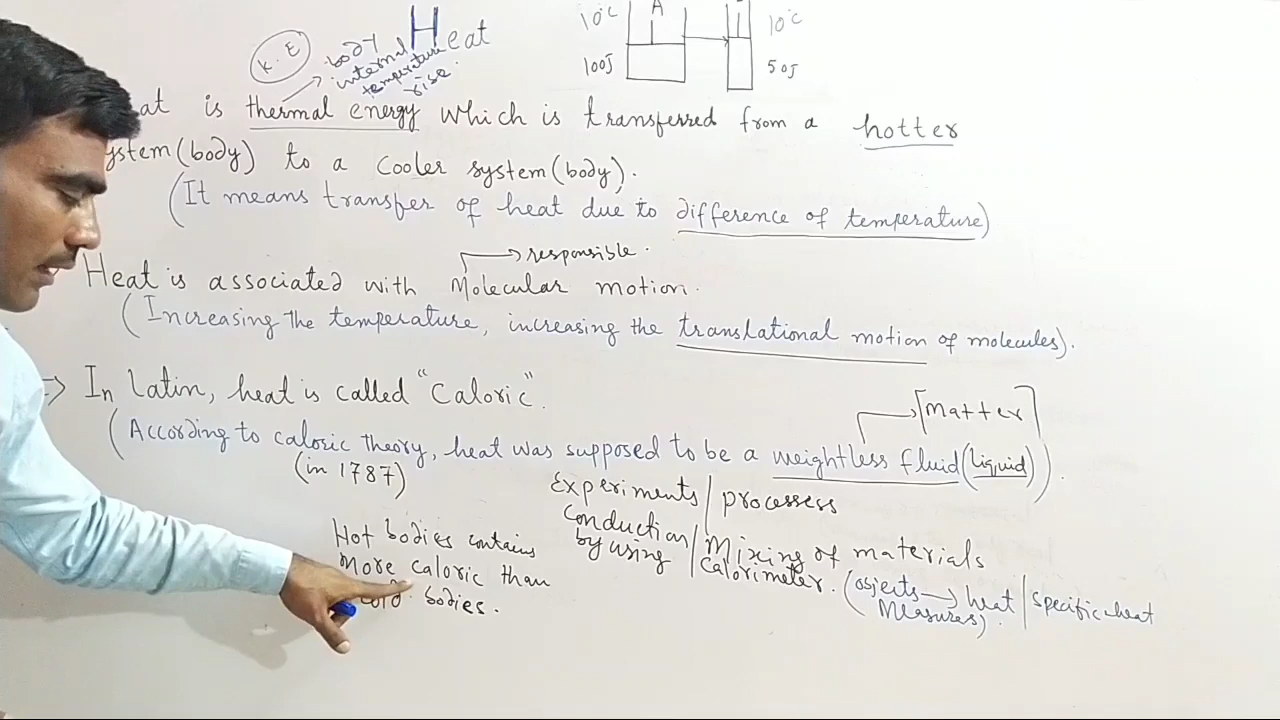 Heat
K.E
body
internal
temperature
rise.
10°C
100J
A
10°C
50J
at is thermal energy which is transferred from a hotter
ystem (body) to a cooler system (body).
(It means transfer of heat due to difference of temperature)
responsible.
Heat is associated with Molecular motion.
(Increasing the temperature, increasing the translational motion of molecules).
⇒ In Latin, heat is called "Caloric".
[matter]
(According to caloric theory, heat was supposed to be a weightless fluid (liquid)).
(in 1787)
Experiments / processess
Conduction / Mixing of materials
by using / Calorimeter. (objects → heat / specific heat
Measures).
Hot bodies contains
More caloric than
bodies.